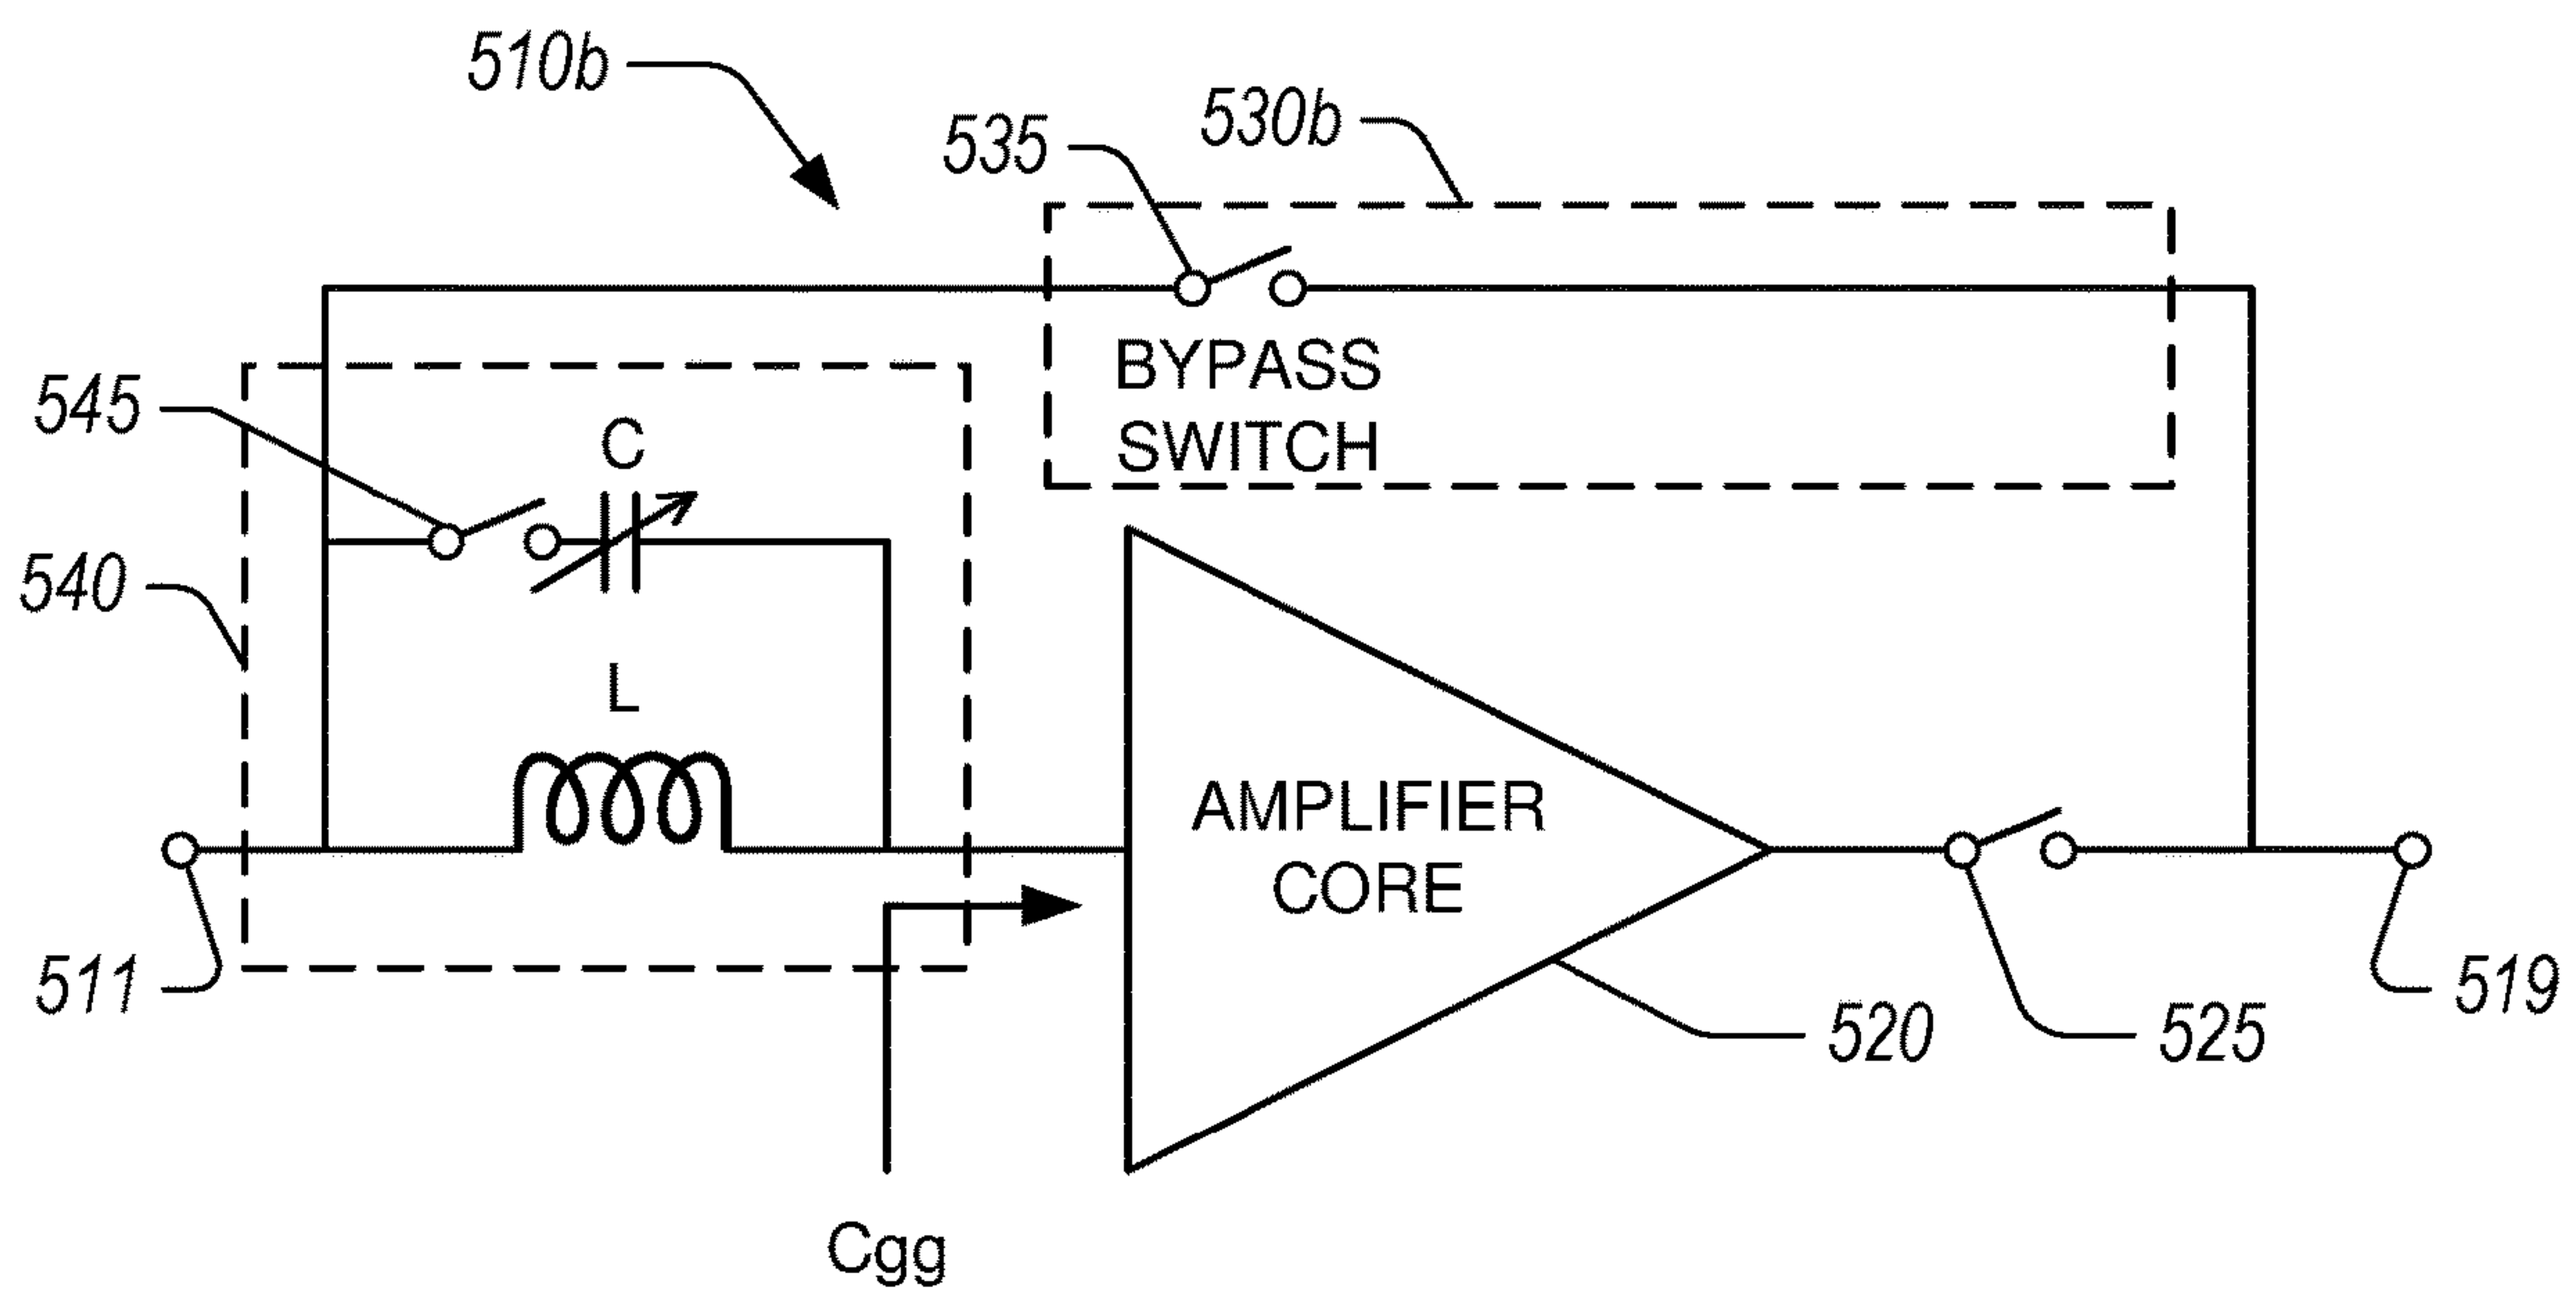 510b
530b
535
BYPASS
SWITCH
545
C
540
L
AMPLIFIER
CORE
511
519
520
525
Cgg